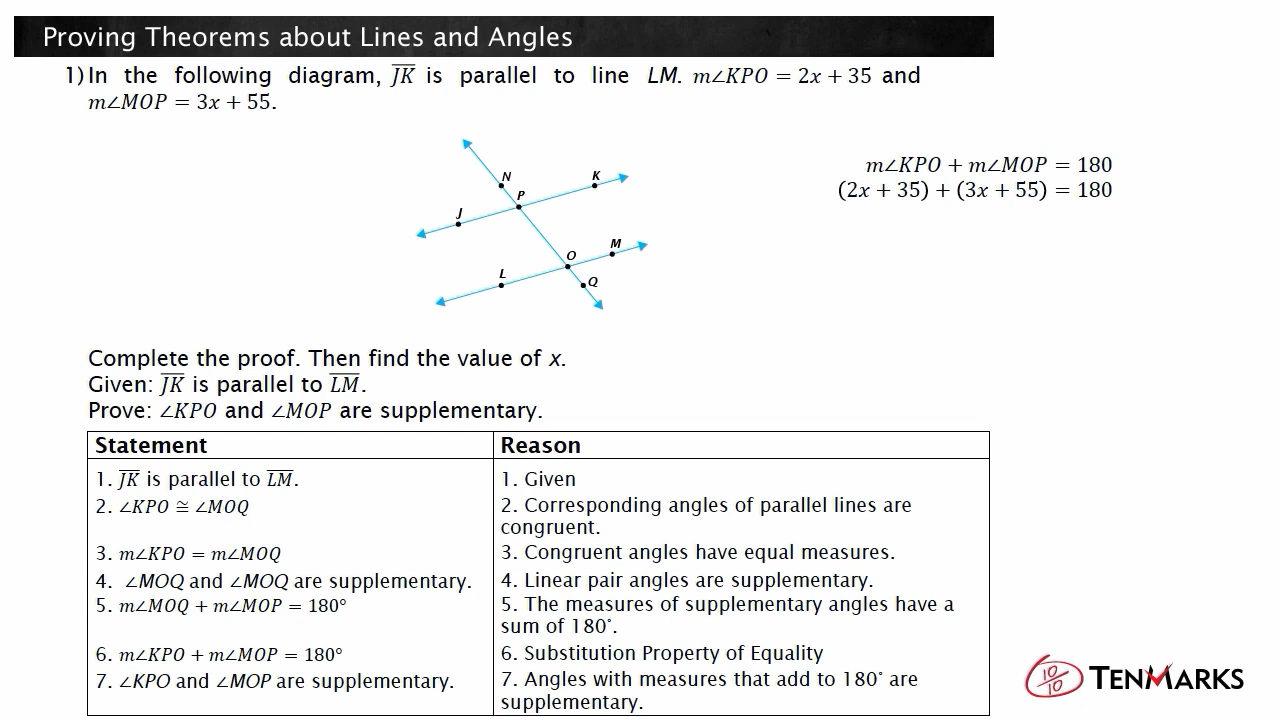 Proving Theorems about Lines and Angles
1) In the following diagram, J͞K͞ is parallel to line LM. m∠KPO = 2x + 35 and
m∠MOP = 3x + 55.
m∠KPO + m∠MOP = 180
(2x + 35) + (3x + 55) = 180
N
K
P
J
M
O
L
Q
Complete the proof. Then find the value of x.
Given: J͞K͞ is parallel to L͞M͞.
Prove: ∠KPO and ∠MOP are supplementary.
Statement Reason
1. J͞K͞ is parallel to L͞M͞. 1. Given
2. ∠KPO ≅ ∠MOQ 2. Corresponding angles of parallel lines are
congruent.
3. m∠KPO = m∠MOQ 3. Congruent angles have equal measures.
4. ∠MOQ and ∠MOQ are supplementary. 4. Linear pair angles are supplementary.
5. m∠MOQ + m∠MOP = 180° 5. The measures of supplementary angles have a
sum of 180°.
6. m∠KPO + m∠MOP = 180° 6. Substitution Property of Equality
7. ∠KPO and ∠MOP are supplementary. 7. Angles with measures that add to 180° are
supplementary.
10/10 TENMARKS